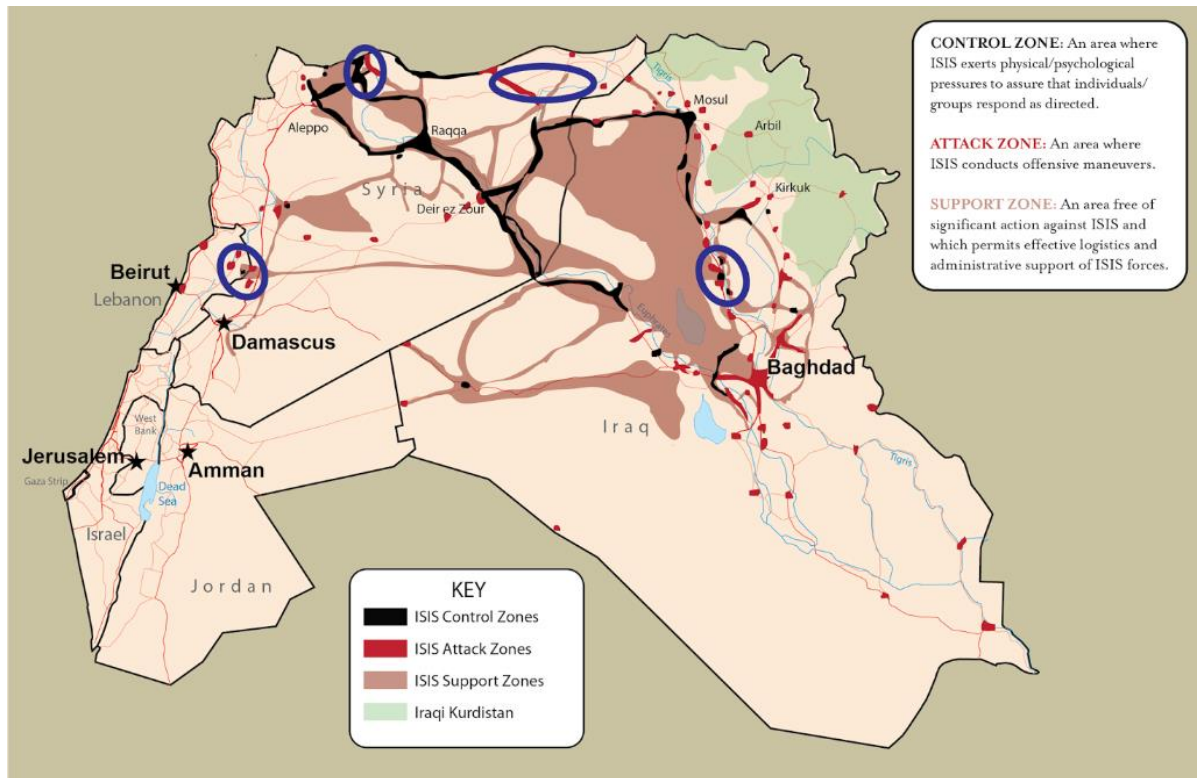 CONTROL ZONE: An area where
ISIS exerts physical/psychological
pressures to assure that individuals/
groups respond as directed.
ATTACK ZONE: An area where
ISIS conducts offensive maneuvers.
SUPPORT ZONE: An area free of
significant action against ISIS and
which permits effective logistics and
administrative support of ISIS forces.
Tigris
Mosul
Aleppo
Raqqa
Arbil
Syria
Kirkuk
Deir ez Zour
Beirut
Lebanon
Euphrates
Damascus
Baghdad
West
Bank
Iraq
Jerusalem
Amman
Gaza Strip
Dead
Sea
Tigris
Israel
Jordan
KEY
ISIS Control Zones
ISIS Attack Zones
ISIS Support Zones
Iraqi Kurdistan